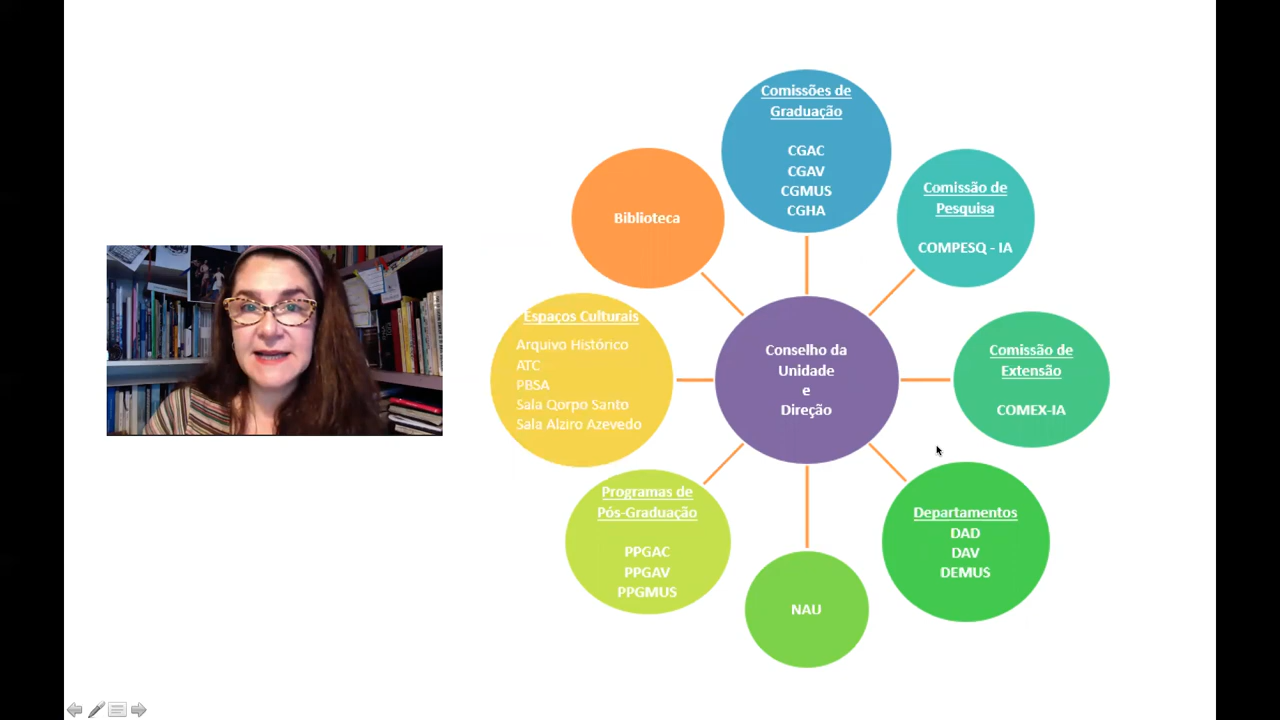 Comissões de
Graduação
CGAC
CGAV
CGMUS
CGHA
Comissão de
Pesquisa
COMPESQ - IA
Biblioteca
Espaços Culturais
Arquivo Histórico
ATC
PBSA
Sala Qorpo Santo
Sala Alziro Azevedo
Conselho da
Unidade
e
Direção
Comissão de
Extensão
COMEX-IA
Programas de
Pós-Graduação
PPGAC
PPGAV
PPGMUS
Departamentos
DAD
DAV
DEMUS
NAU